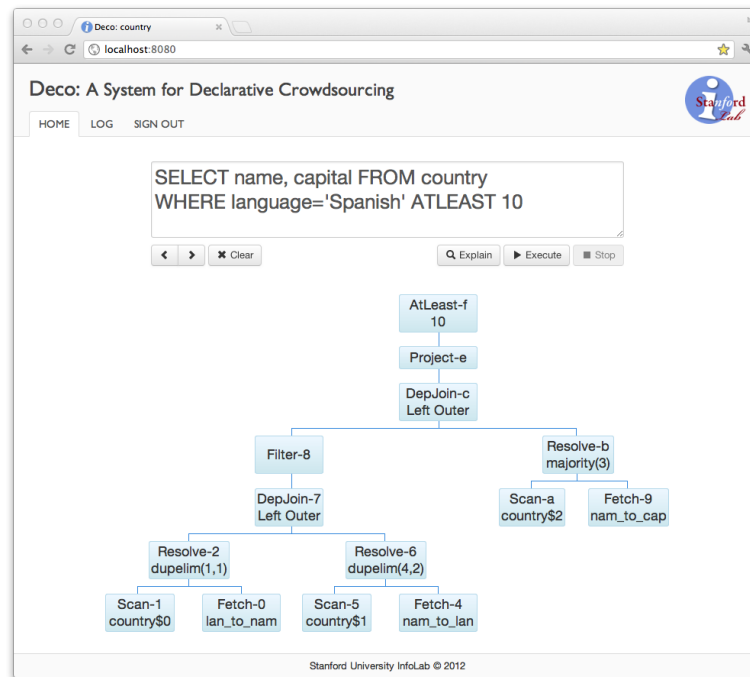 Deco: country
localhost:8080
Deco: A System for Declarative Crowdsourcing
Stanford
Lab
HOME LOG SIGN OUT
SELECT name, capital FROM country
WHERE language='Spanish' ATLEAST 10
Clear Explain Execute Stop
AtLeast-f
10
Project-e
DepJoin-c
Left Outer
Filter-8
Resolve-b
majority(3)
DepJoin-7
Left Outer
Scan-a
country$2
Fetch-9
nam_to_cap
Resolve-2
dupelim(1,1)
Resolve-6
dupelim(4,2)
Scan-1
country$0
Fetch-0
lan_to_nam
Scan-5
country$1
Fetch-4
nam_to_lan
Stanford University InfoLab © 2012